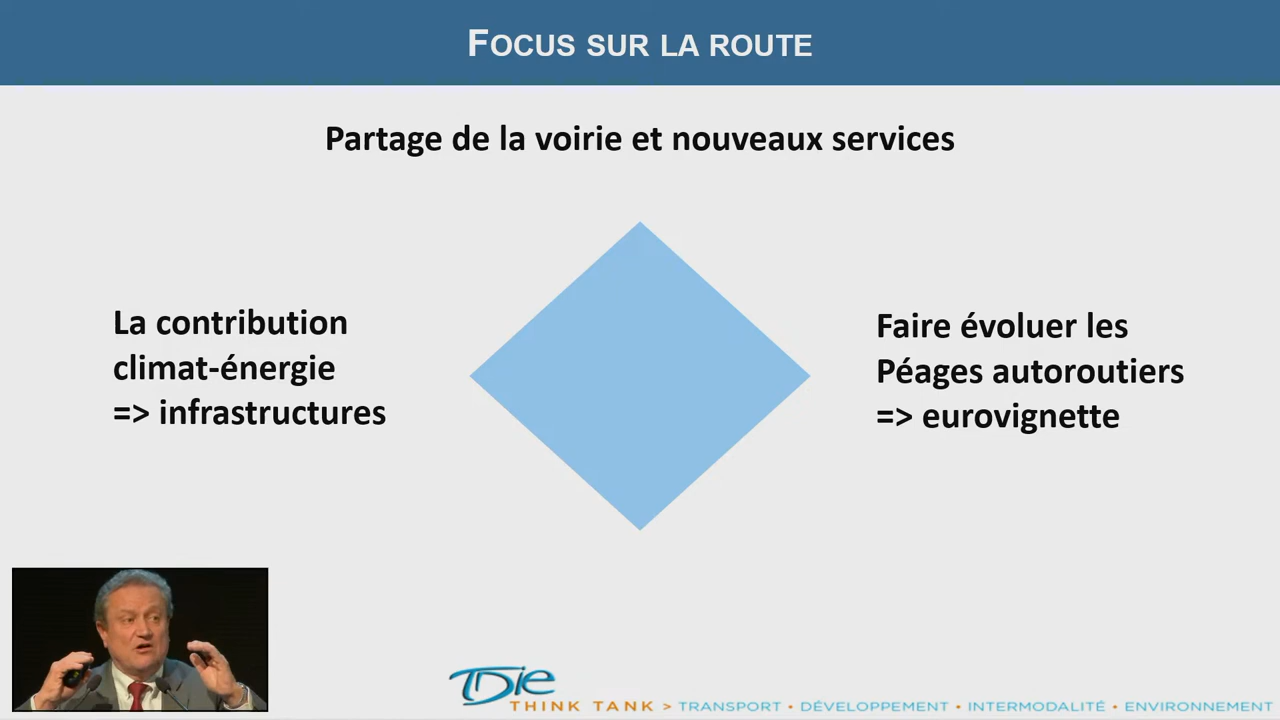 FOCUS SUR LA ROUTE
Partage de la voirie et nouveaux services
La contribution
climat-énergie
=> infrastructures
Faire évoluer les
Péages autoroutiers
=> eurovignette
TDie
THINK TANK > TRANSPORT • DÉVELOPPEMENT • INTERMODALITÉ • ENVIRONNEMENT